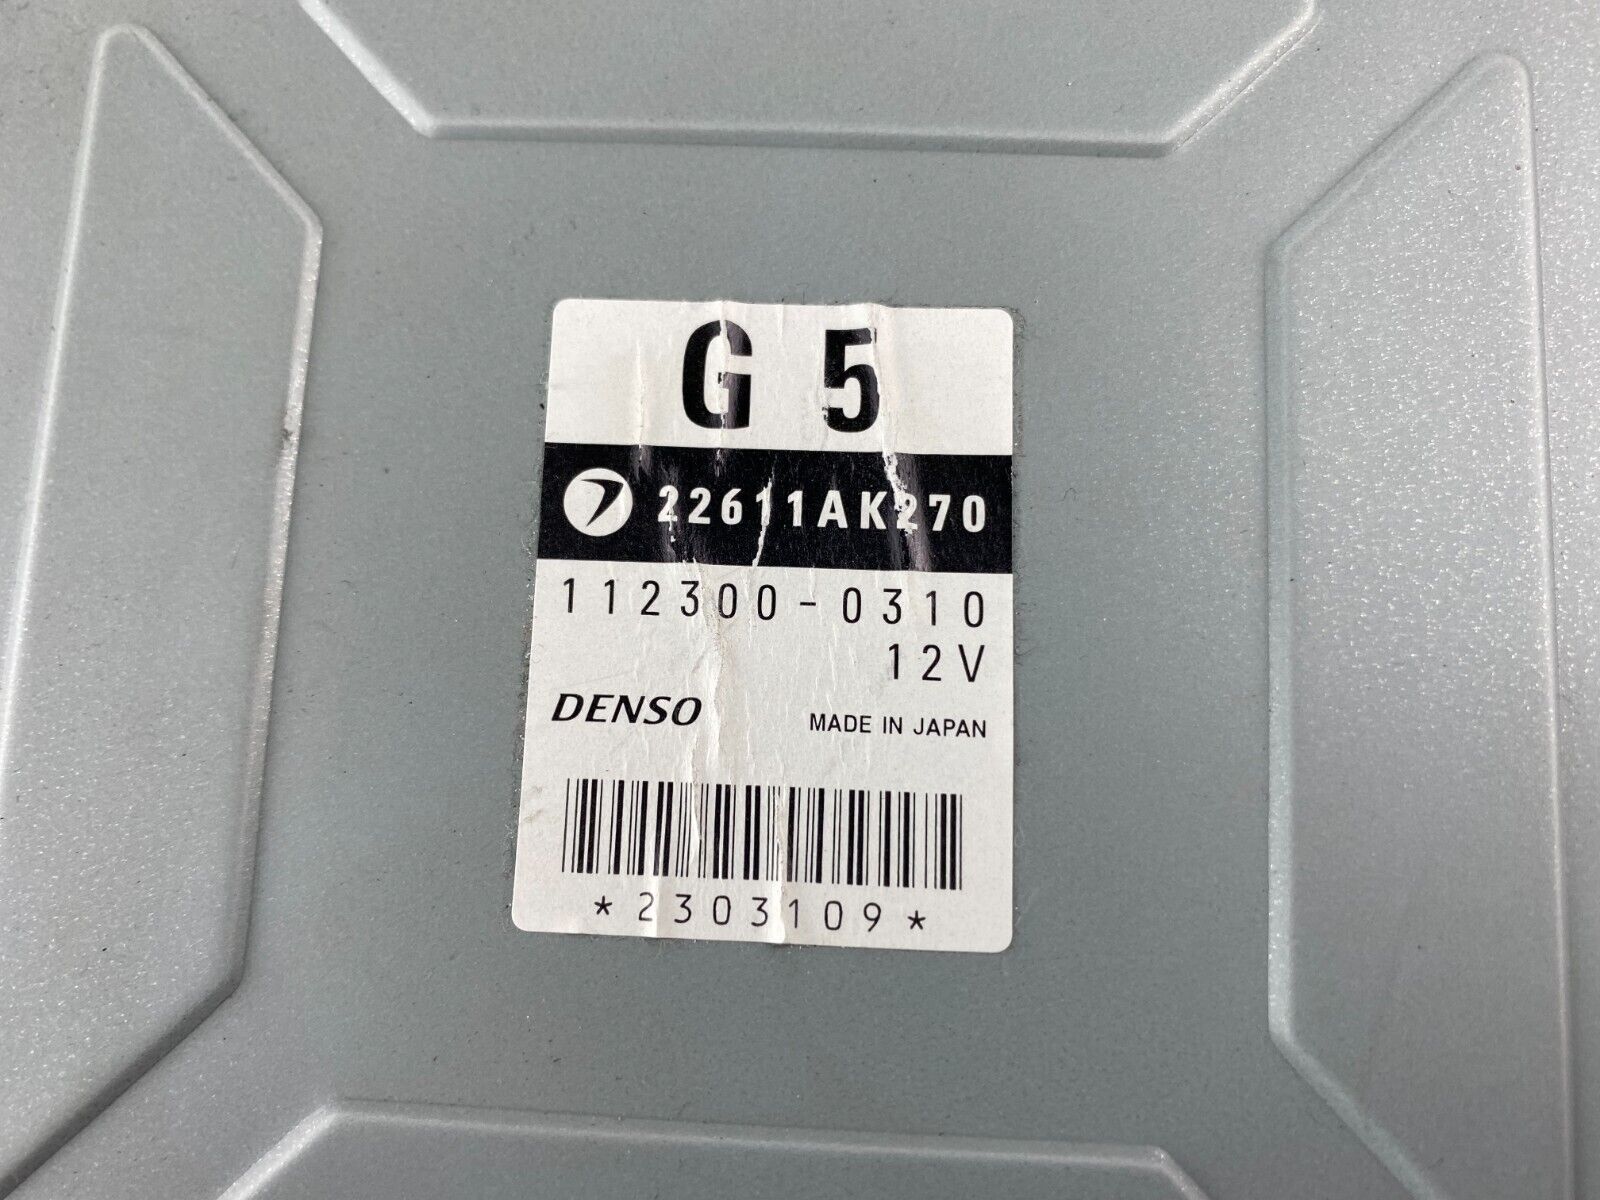 G 5
22611AK270
112300-0310
12V
DENSO MADE IN JAPAN
*2303109*